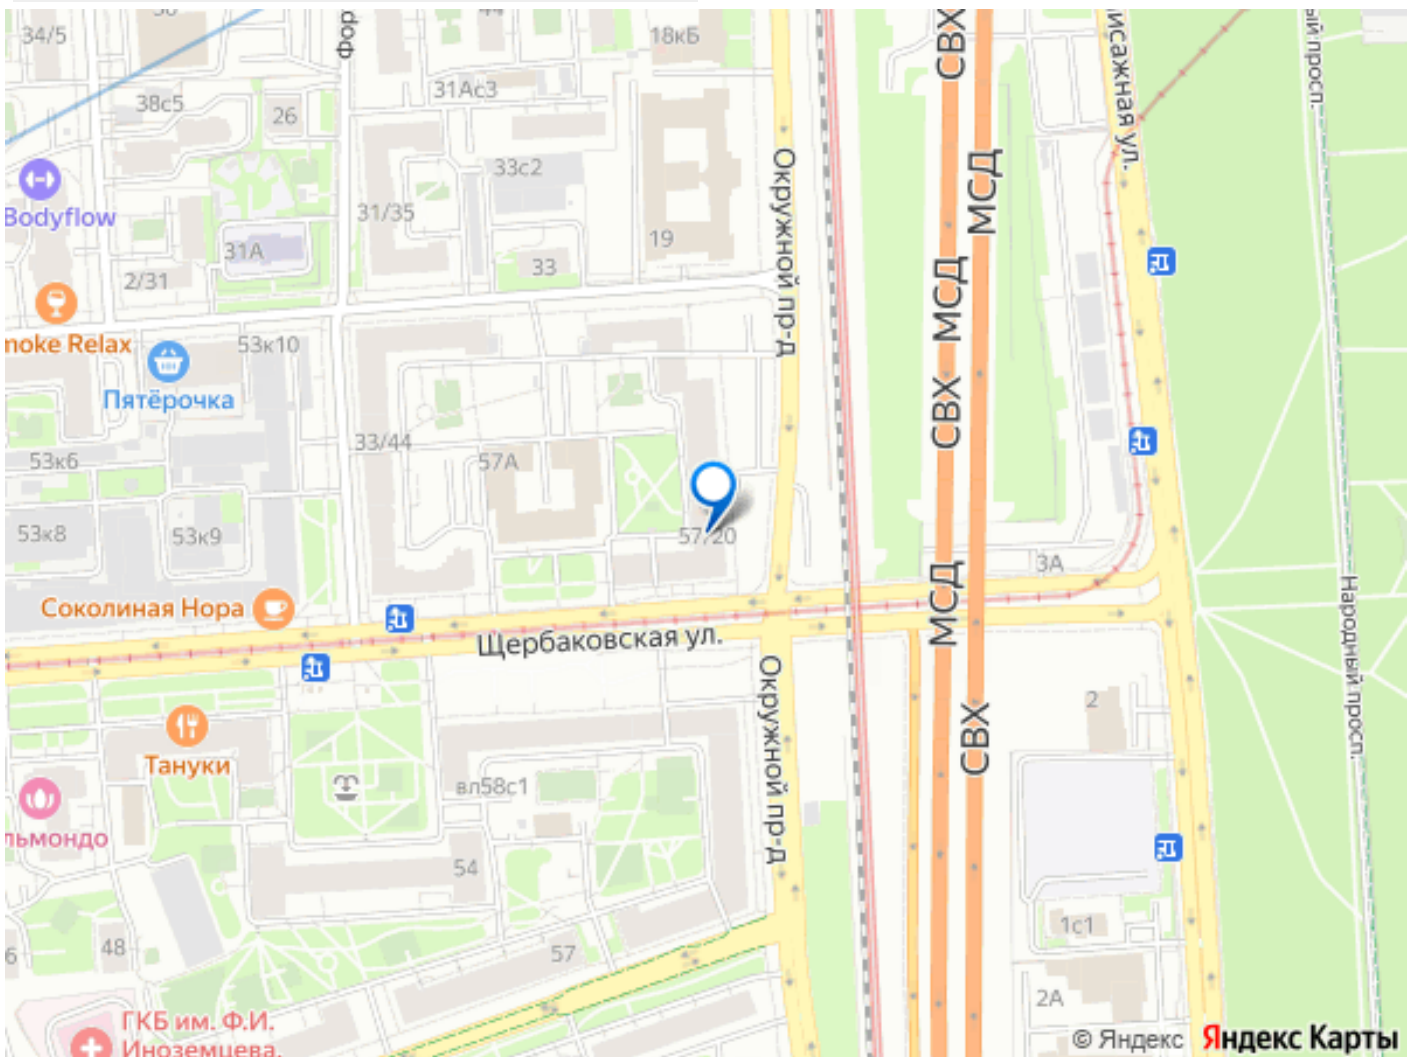 34/5
44
18кБ
СВХ
38с5
26
31Ас3
33с2
Окружной пр-д
МСД
Bodyflow
31А
31/35
19
2/31
33
МСД
moke Relax
53к10
Пятёрочка
СВХ
33/44
53к6
57А
53к8
53к9
57/20
3А
МСД
Соколиная Нора
Щербаковская ул.
Народный просп.
Окружной пр-д
2
СВХ
Тануки
вл58с1
льмондо
54
1с1
48
57
2А
ГКБ им. Ф.И.
Иноземцева,
© Яндекс Яндекс Карты